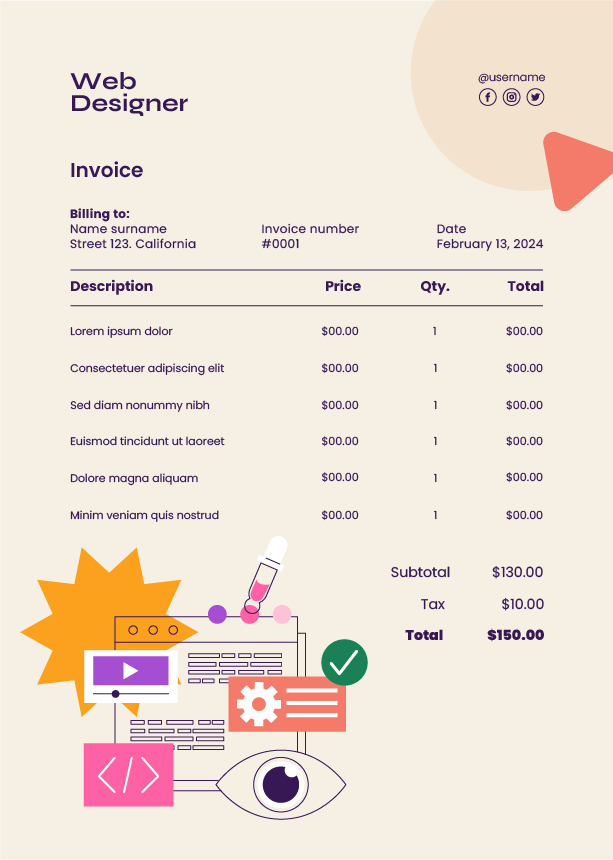 Web
Designer
@username
Invoice
Billing to:
Name surname
Street 123. California
Invoice number
#0001
Date
February 13, 2024
Description Price Qty. Total
Lorem ipsum dolor $00.00 1 $00.00
Consectetuer adipiscing elit $00.00 1 $00.00
Sed diam nonummy nibh $00.00 1 $00.00
Euismod tincidunt ut laoreet $00.00 1 $00.00
Dolore magna aliquam $00.00 1 $00.00
Minim veniam quis nostrud $00.00 1 $00.00
Subtotal $130.00
Tax $10.00
Total $150.00